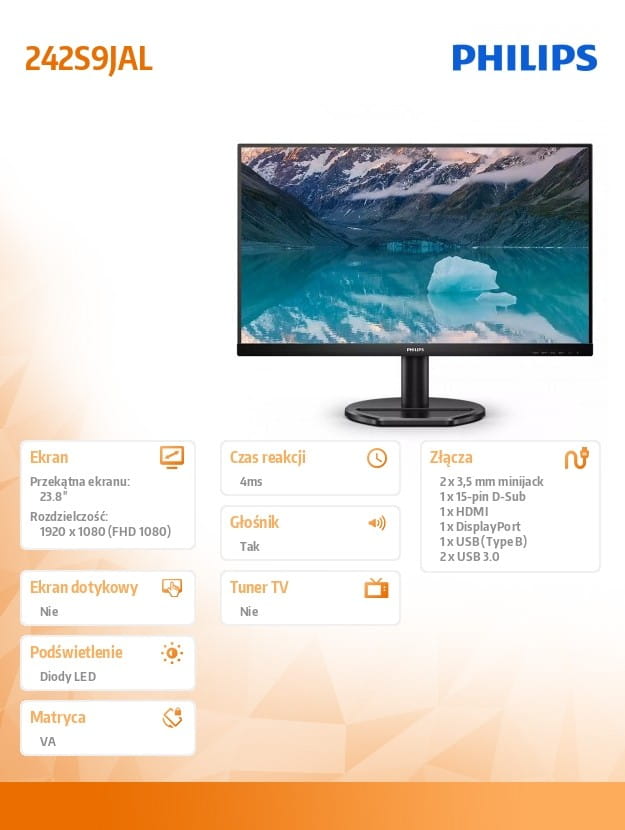 242S9JAL
PHILIPS
PHILIPS
Ekran
Przekątna ekranu:
23.8"
Rozdzielczość:
1920 x 1080 (FHD 1080)
Ekran dotykowy
Nie
Podświetlenie
Diody LED
Matryca
VA
Czas reakcji
4ms
Głośnik
Tak
Tuner TV
Nie
Złącza
2 x 3,5 mm minijack
1 x 15-pin D-Sub
1 x HDMI
1 x DisplayPort
1 x USB (Type B)
2 x USB 3.0